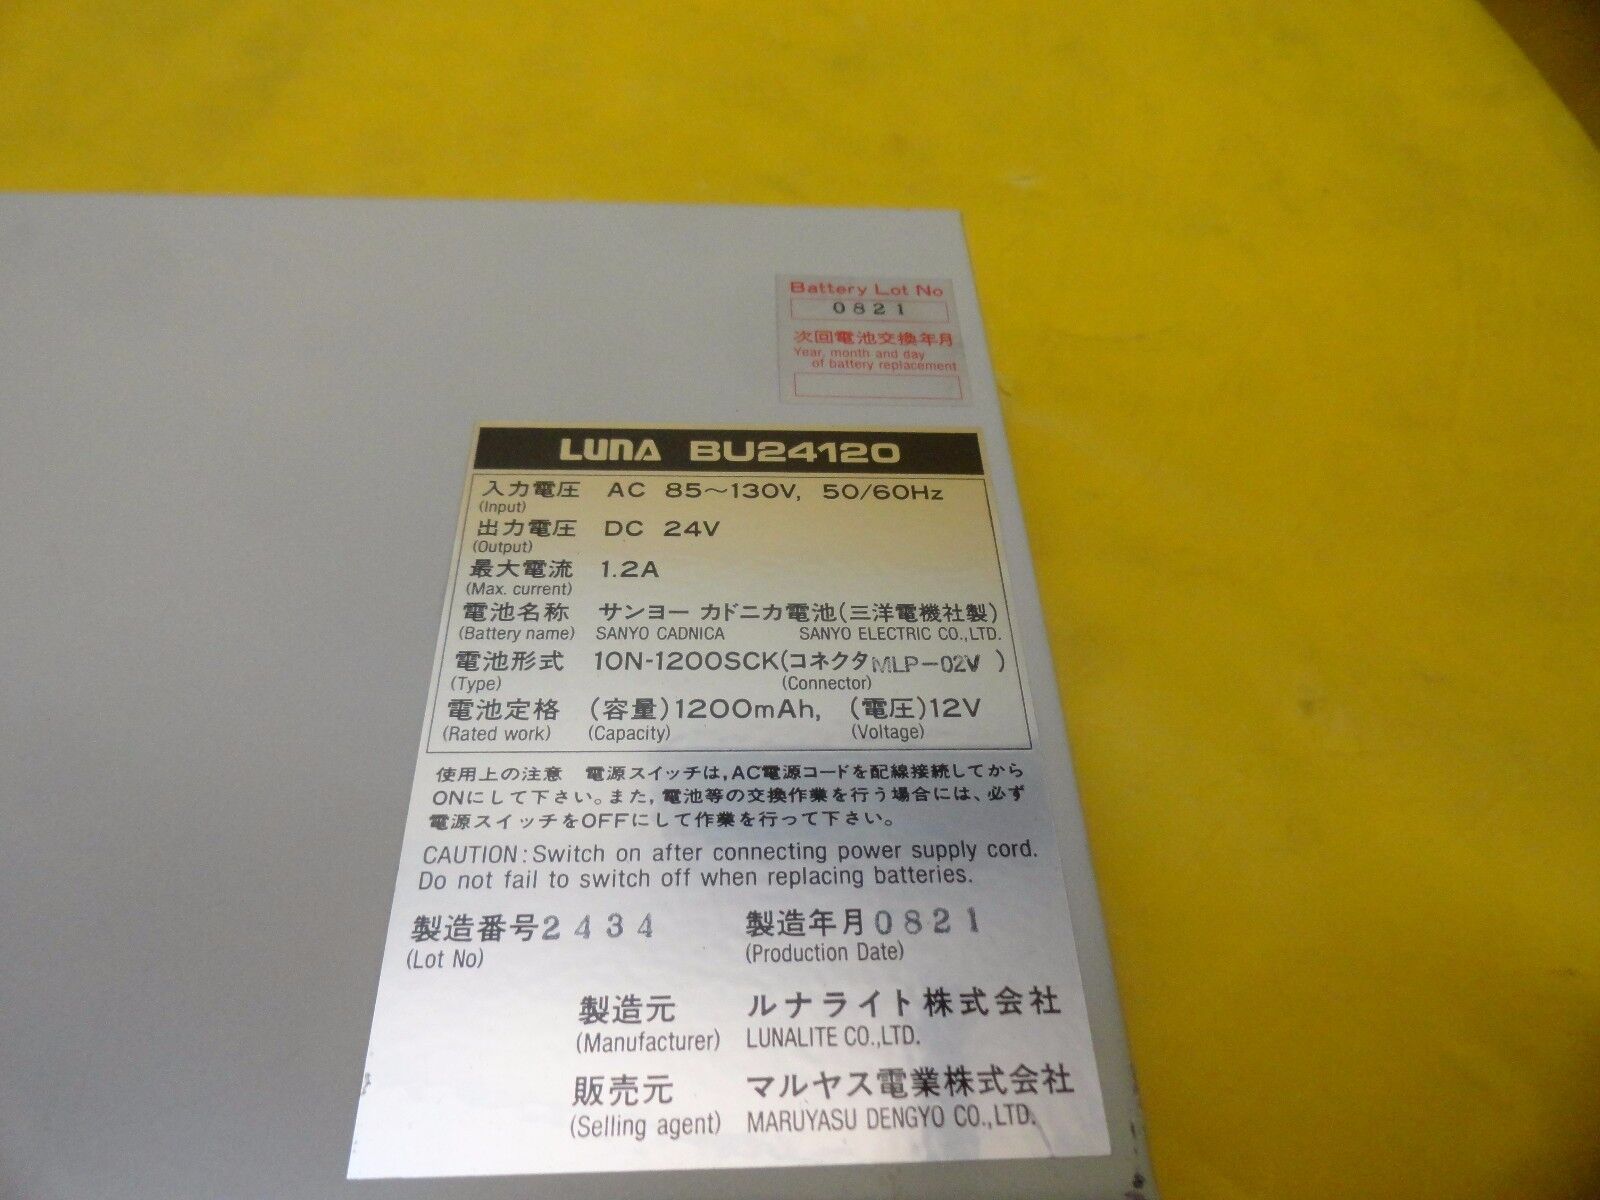 Battery Lot No
0821
次回電池交換年月
Year, month and day
of battery replacement
LUNA BU24120
入力電圧 AC 85～130V, 50/60Hz
(Input)
出力電圧 DC 24V
(Output)
最大電流 1.2A
(Max. current)
電池名称 サンヨー カドニカ電池(三洋電機社製)
(Battery name) SANYO CADNICA SANYO ELECTRIC CO.,LTD.
電池形式 10N-1200SCK(コネクタMLP-02V )
(Type) (Connector)
電池定格 (容量)1200mAh, (電圧)12V
(Rated work) (Capacity) (Voltage)
使用上の注意 電源スイッチは,AC電源コードを配線接続してから
ONにして下さい。また,電池等の交換作業を行う場合には、必ず
電源スイッチをOFFにして作業を行って下さい。
CAUTION:Switch on after connecting power supply cord.
Do not fail to switch off when replacing batteries.
製造番号2434 製造年月0821
(Lot No) (Production Date)
製造元 ルナライト株式会社
(Manufacturer) LUNALITE CO.,LTD.
販売元 マルヤス電業株式会社
(Selling agent) MARUYASU DENGYO CO.,LTD.